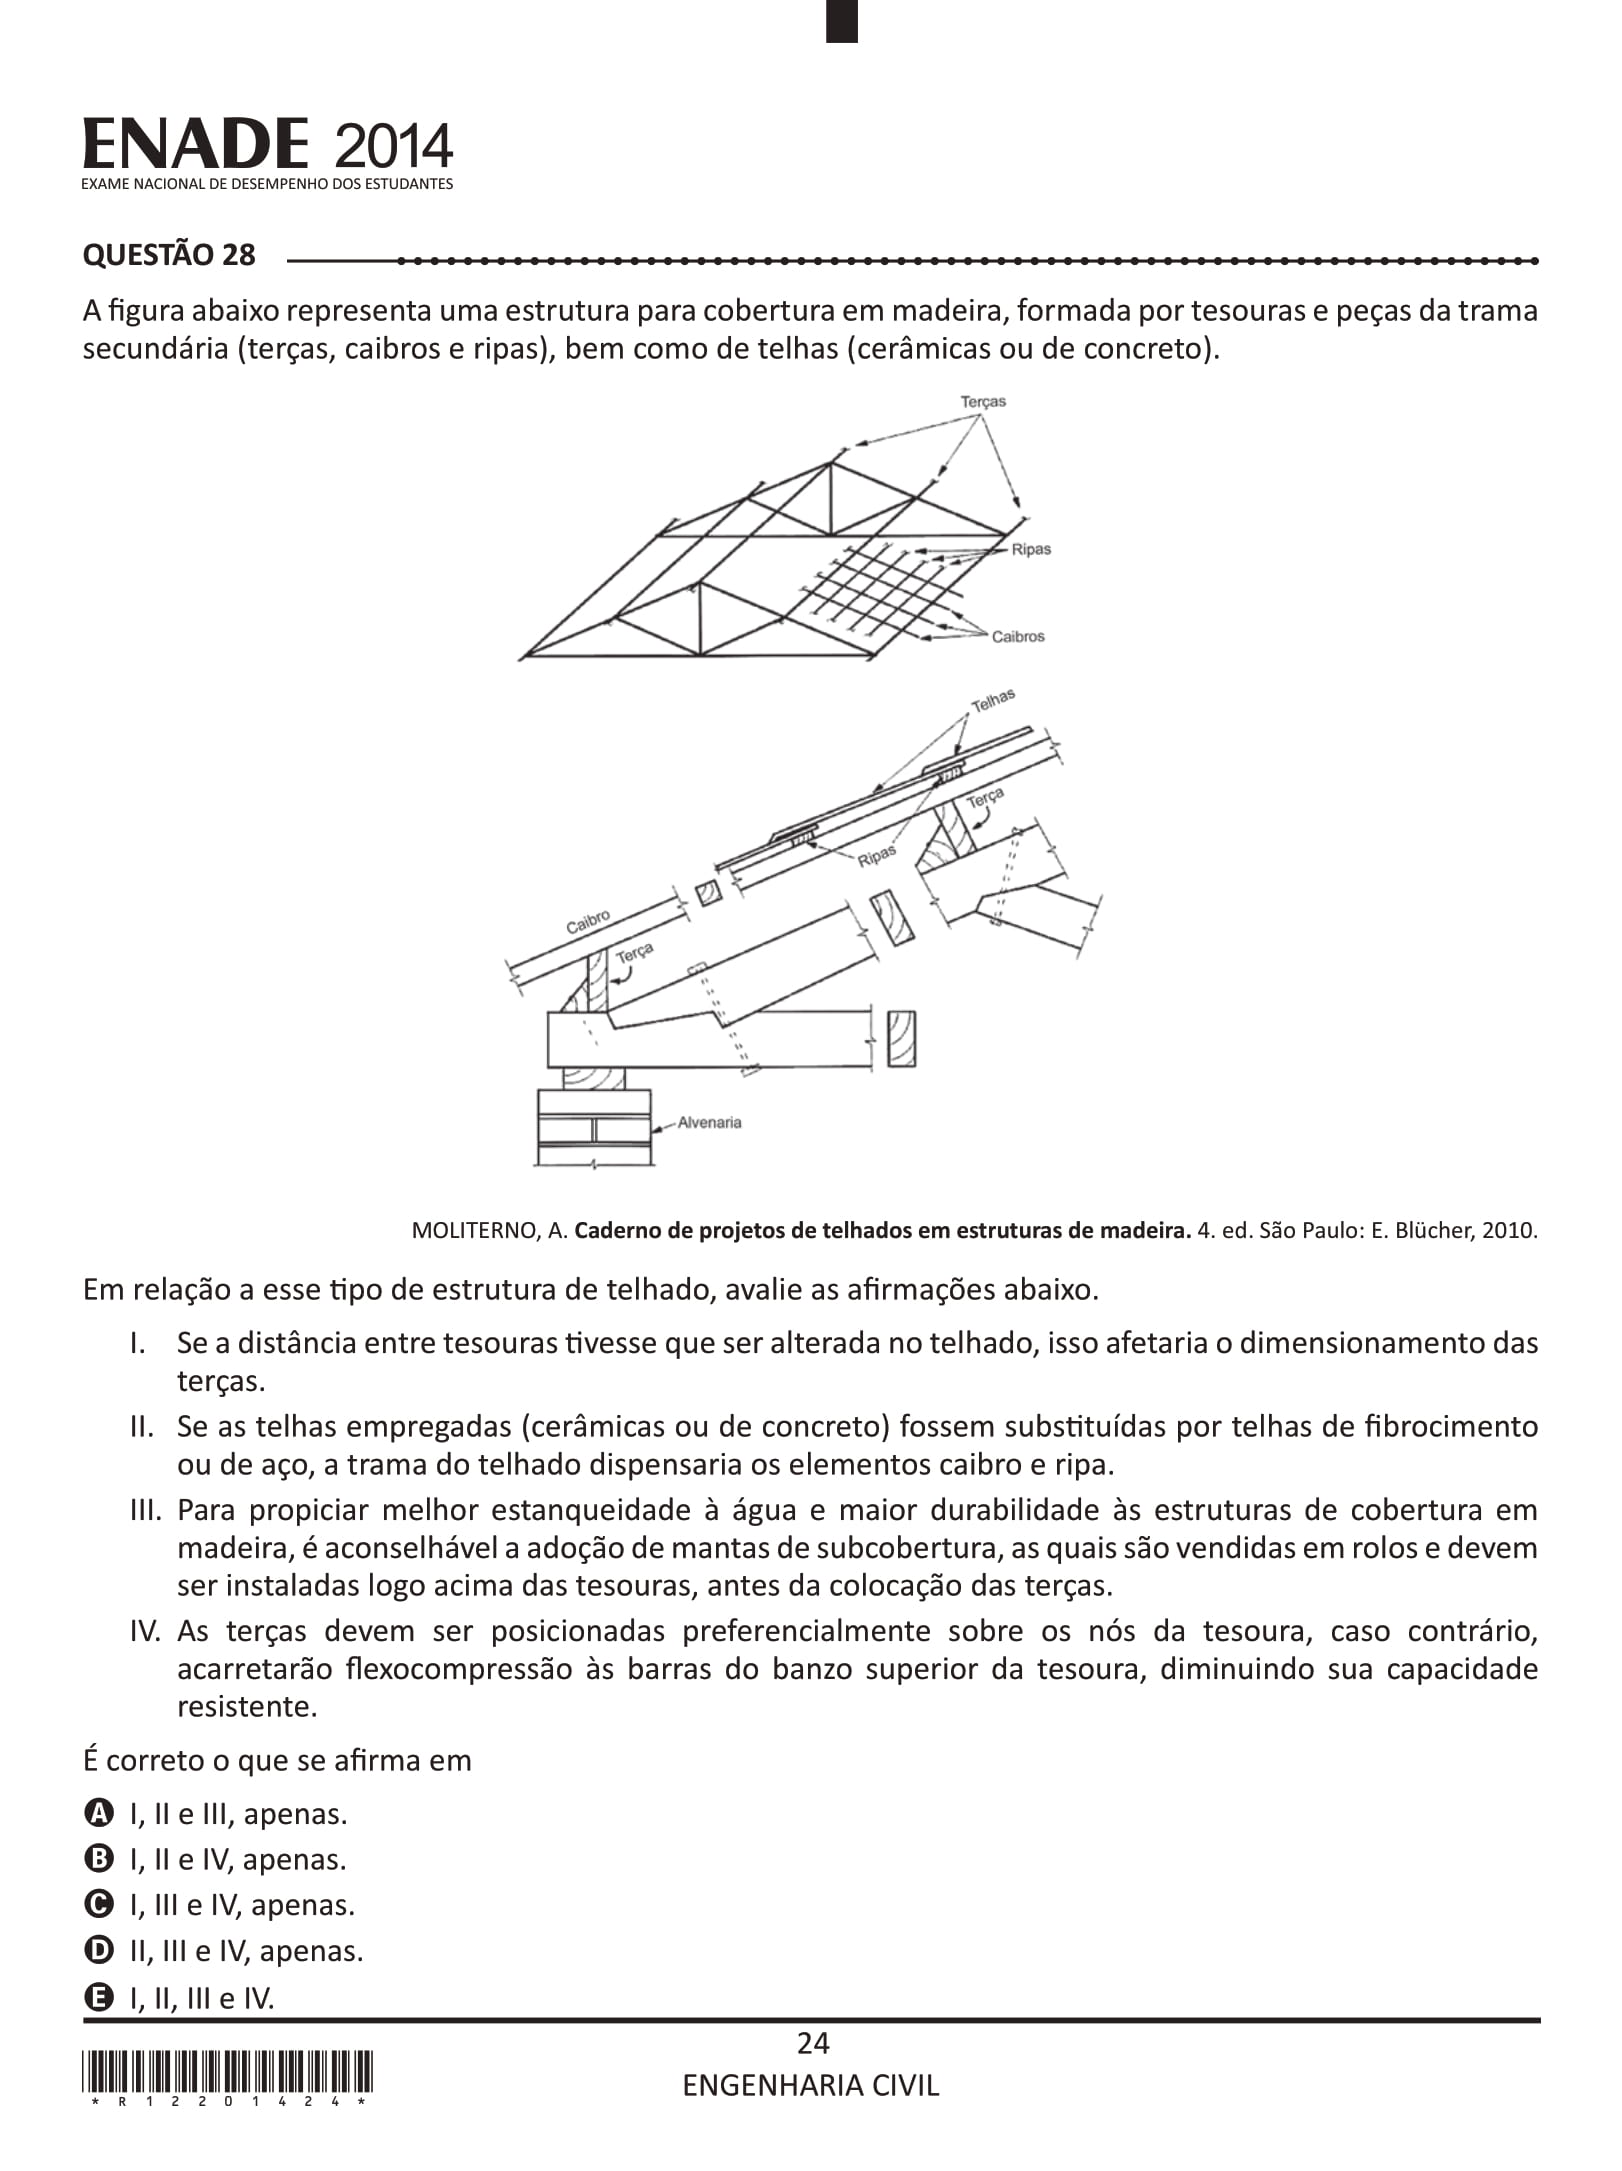 ENADE 2014
EXAME NACIONAL DE DESEMPENHO DOS ESTUDANTES
QUESTÃO 28
A figura abaixo representa uma estrutura para cobertura em madeira, formada por tesouras e peças da trama
secundária (terças, caibros e ripas), bem como de telhas (cerâmicas ou de concreto).
Terças
Ripas
Caibros
Telhas
Terça
Ripas
Caibro
Terça
Alvenaria
MOLITERNO, A. Caderno de projetos de telhados em estruturas de madeira. 4. ed. São Paulo: E. Blücher, 2010.
Em relação a esse tipo de estrutura de telhado, avalie as afirmações abaixo.
I. Se a distância entre tesouras tivesse que ser alterada no telhado, isso afetaria o dimensionamento das
terças.
II. Se as telhas empregadas (cerâmicas ou de concreto) fossem substituídas por telhas de fibrocimento
ou de aço, a trama do telhado dispensaria os elementos caibro e ripa.
III. Para propiciar melhor estanqueidade à água e maior durabilidade às estruturas de cobertura em
madeira, é aconselhável a adoção de mantas de subcobertura, as quais são vendidas em rolos e devem
ser instaladas logo acima das tesouras, antes da colocação das terças.
IV. As terças devem ser posicionadas preferencialmente sobre os nós da tesoura, caso contrário,
acarretarão flexocompressão às barras do banzo superior da tesoura, diminuindo sua capacidade
resistente.
É correto o que se afirma em
A I, II e III, apenas.
B I, II e IV, apenas.
C I, III e IV, apenas.
D II, III e IV, apenas.
E I, II, III e IV.
24
ENGENHARIA CIVIL
* R 1 2 2 0 1 4 2 4 *